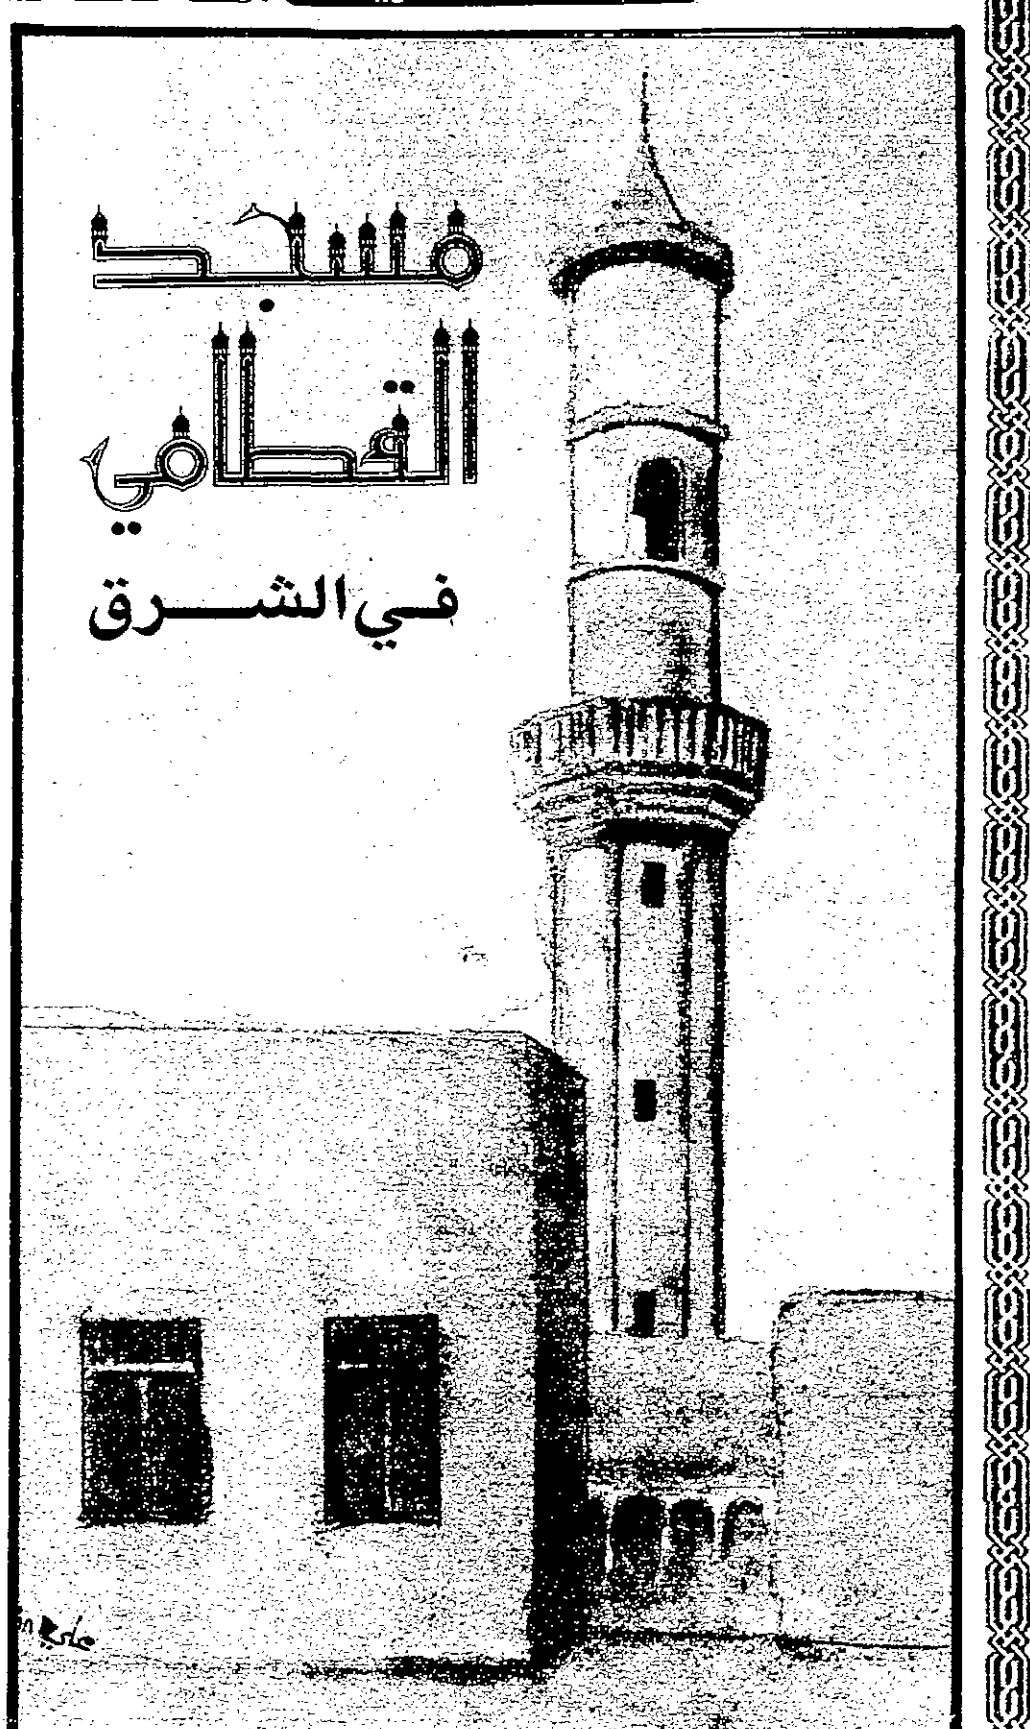 مسجد
القطامي
في الشرق